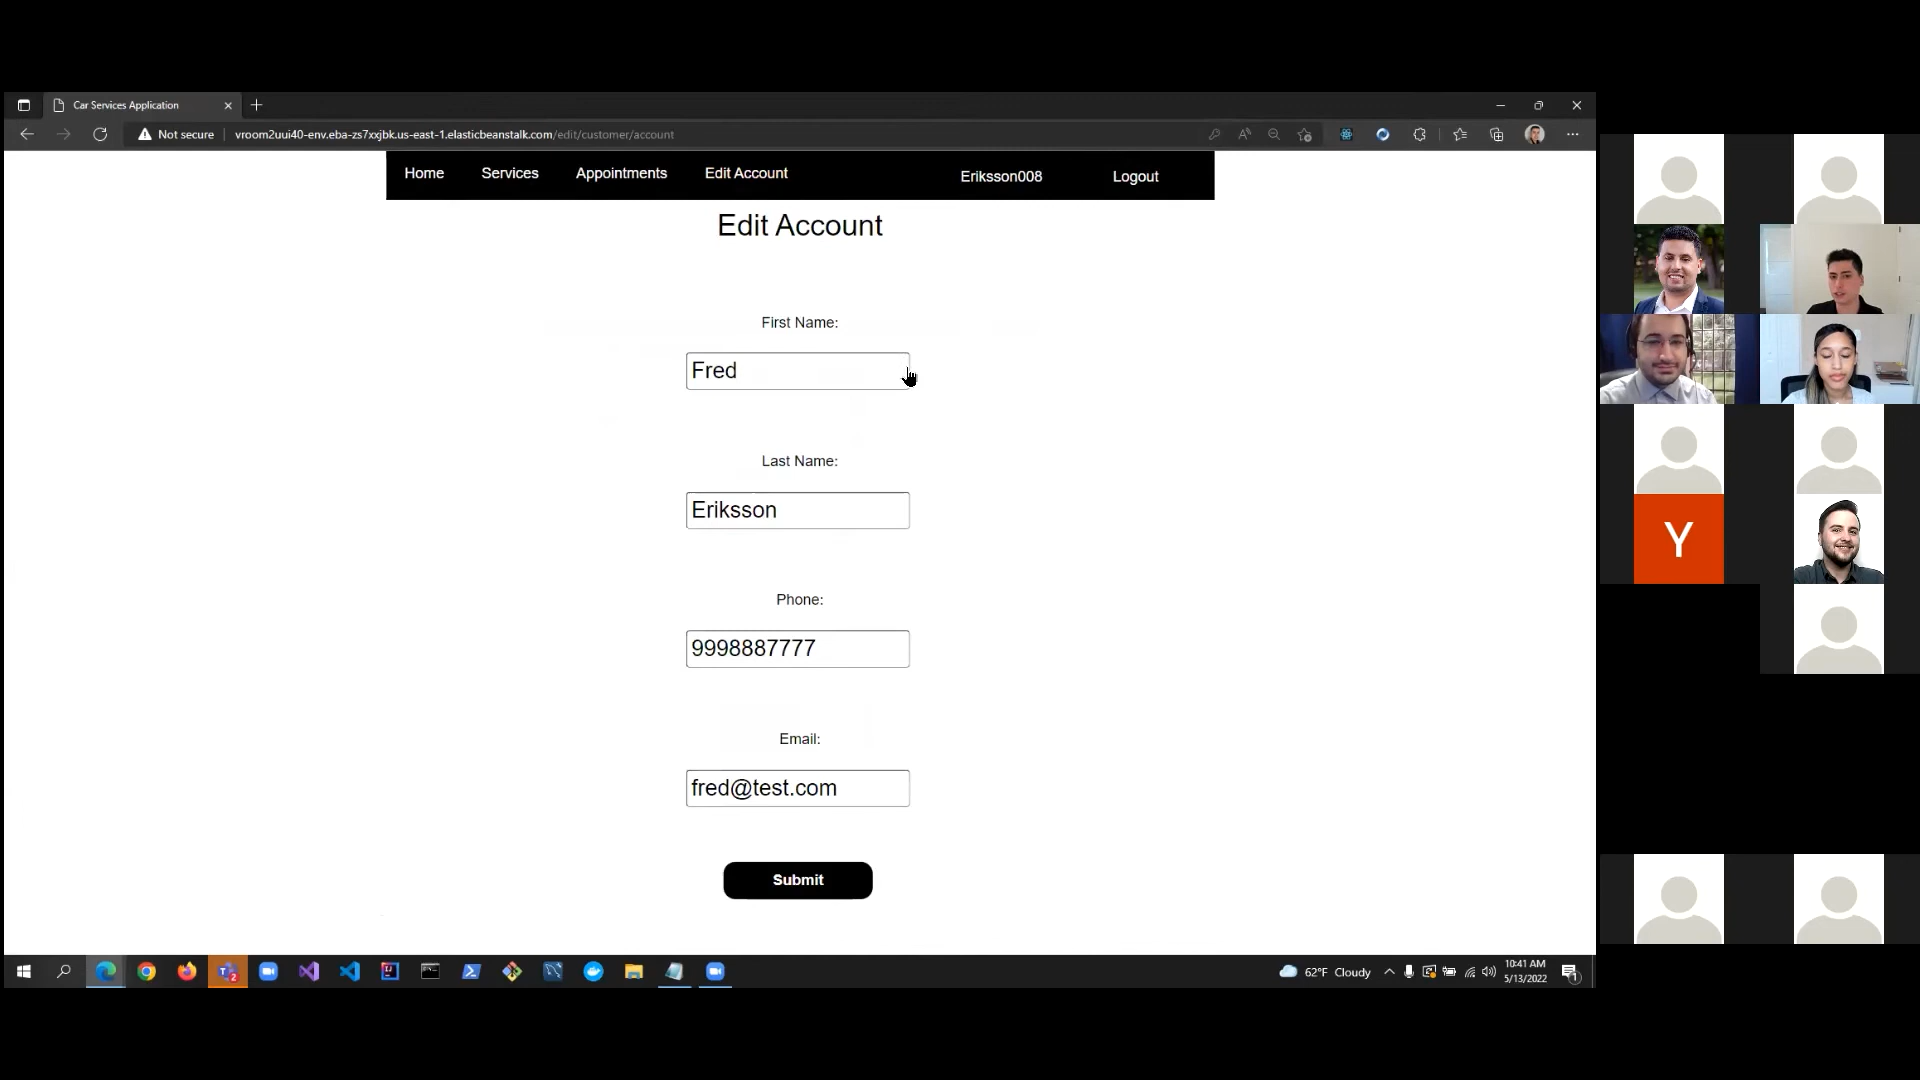 Car Services Application
Not secure vroom2uui40-env.eba-zs7xxjbk.us-east-1.elasticbeanstalk.com/edit/customer/account
Home Services Appointments Edit Account Eriksson008 Logout
Edit Account
First Name:
Fred
Last Name:
Eriksson
Phone:
9998887777
Email:
fred@test.com
Submit
Y
62°F Cloudy
10:41 AM
5/13/2022